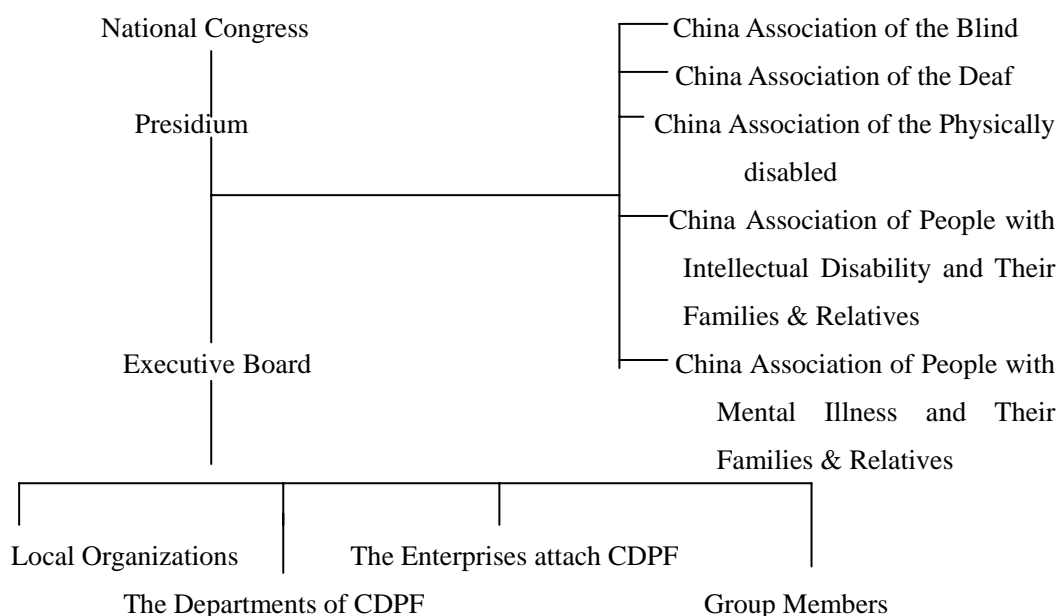 National Congress
China Association of the Blind
China Association of the Deaf
Presidium
China Association of the Physically
disabled
China Association of People with
Intellectual Disability and Their
Families & Relatives
Executive Board
China Association of People with
Mental Illness and Their
Families & Relatives
Local Organizations
The Enterprises attach CDPF
The Departments of CDPF
Group Members